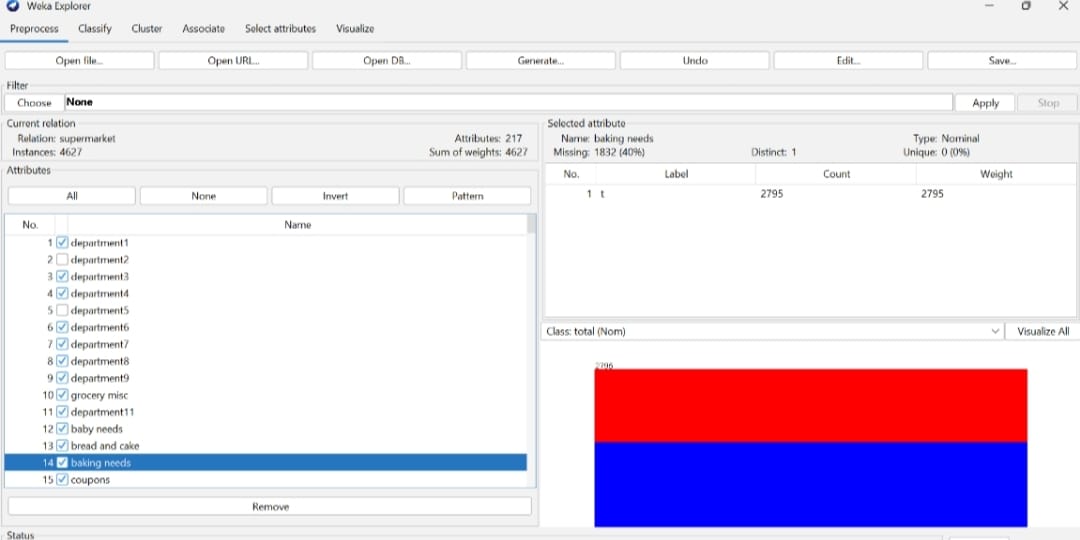 Weka Explorer
Preprocess Classify Cluster Associate Select attributes Visualize
Open file... Open URL... Open DB... Generate... Undo Edit... Save...
Filter
Choose None Apply Stop
Current relation
Relation: supermarket Attributes: 217
Instances: 4627 Sum of weights: 4627
Attributes
All None Invert Pattern
No. Name
1 department1
2 department2
3 department3
4 department4
5 department5
6 department6
7 department7
8 department8
9 department9
10 grocery misc
11 department11
12 baby needs
13 bread and cake
14 baking needs
15 coupons
Remove
Status
Selected attribute
Name: baking needs Type: Nominal
Missing: 1832 (40%) Distinct: 1 Unique: 0 (0%)
No. Label Count Weight
1 t 2795 2795
Class: total (Nom) Visualize All
2795